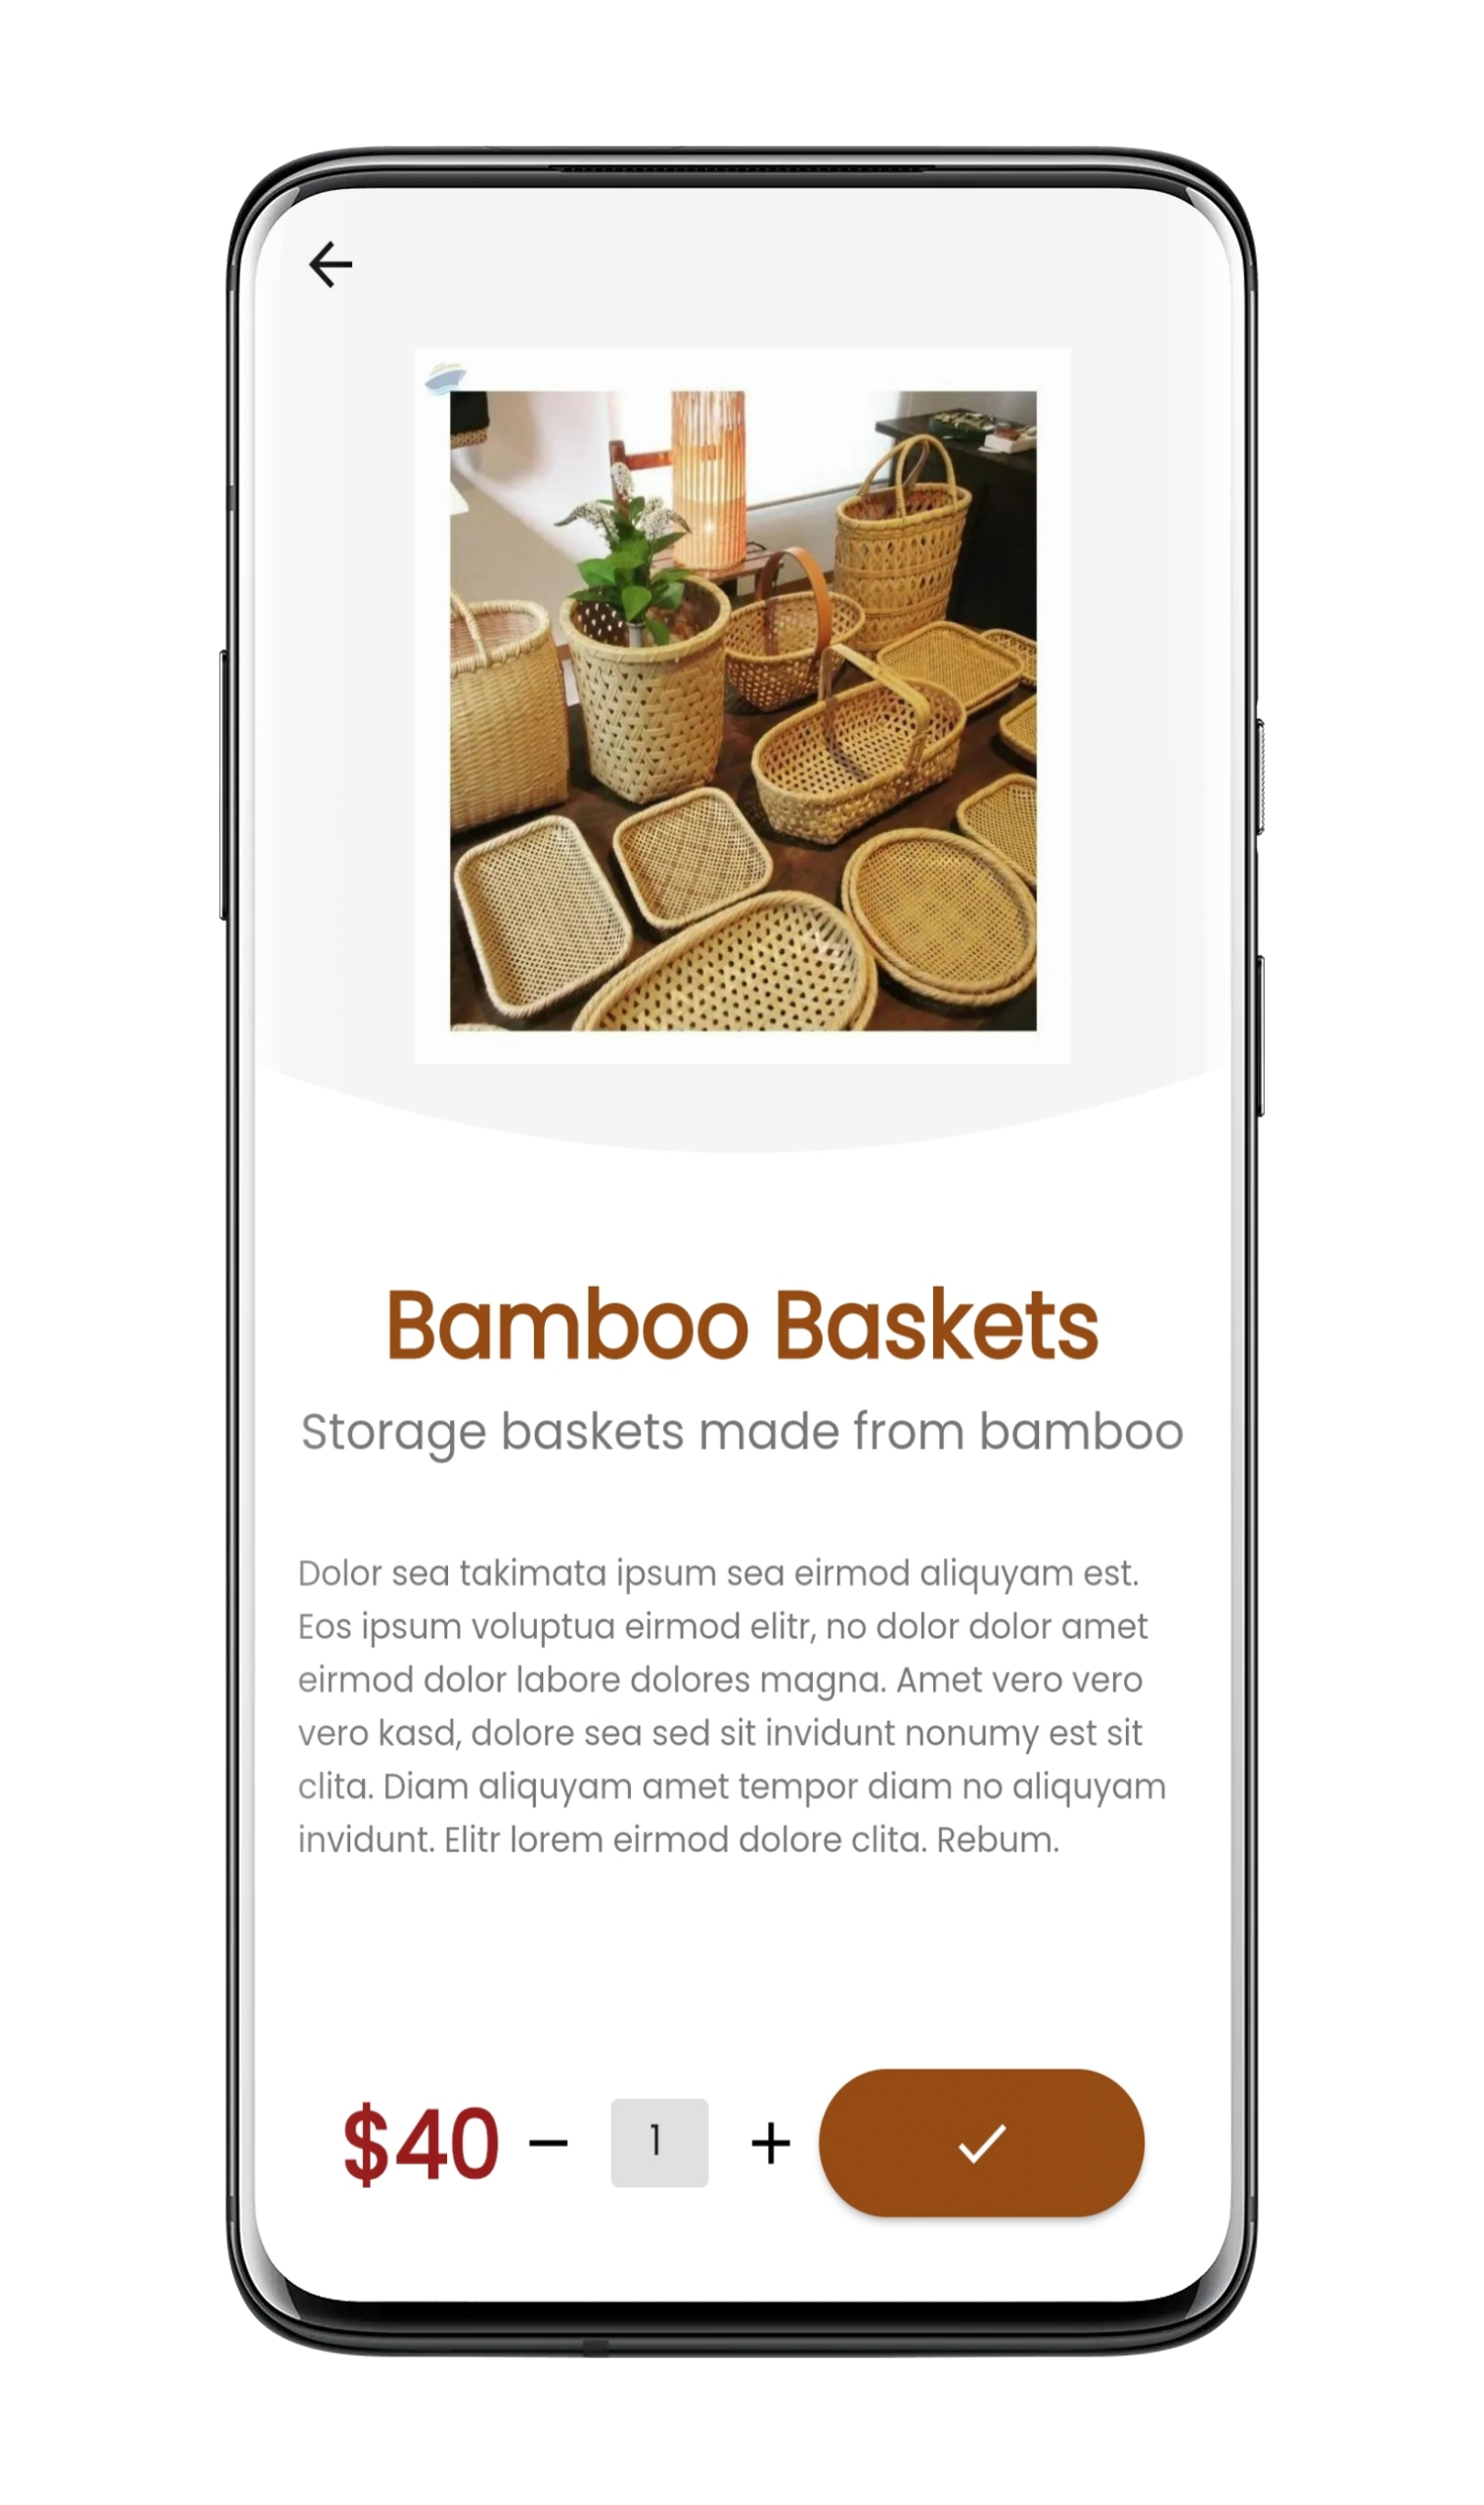 Bamboo Baskets
Storage baskets made from bamboo
Dolor sea takimata ipsum sea eirmod aliquyam est.
Eos ipsum voluptua eirmod elitr, no dolor dolor amet
eirmod dolor labore dolores magna. Amet vero vero
vero kasd, dolore sea sed sit invidunt nonumy est sit
clita. Diam aliquyam amet tempor diam no aliquyam
invidunt. Elitr lorem eirmod dolore clita. Rebum.
$40 − 1 +